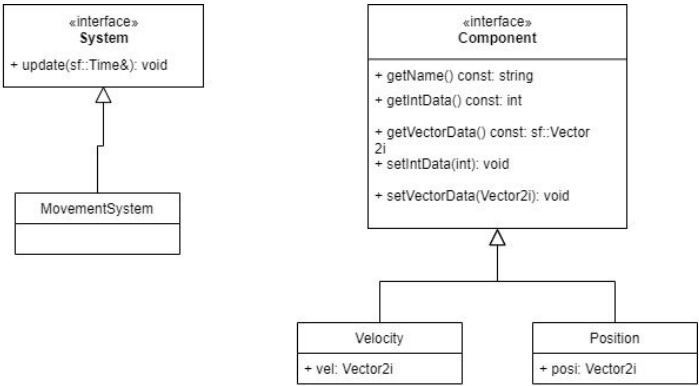 «interface»
System
+ update(sf::Time&): void
MovementSystem
«interface»
Component
+ getName() const: string
+ getIntData() const: int
+ getVectorData() const: sf::Vector
2i
+ setIntData(int): void
+ setVectorData(Vector2i): void
Velocity
+ vel: Vector2i
Position
+ posi: Vector2i